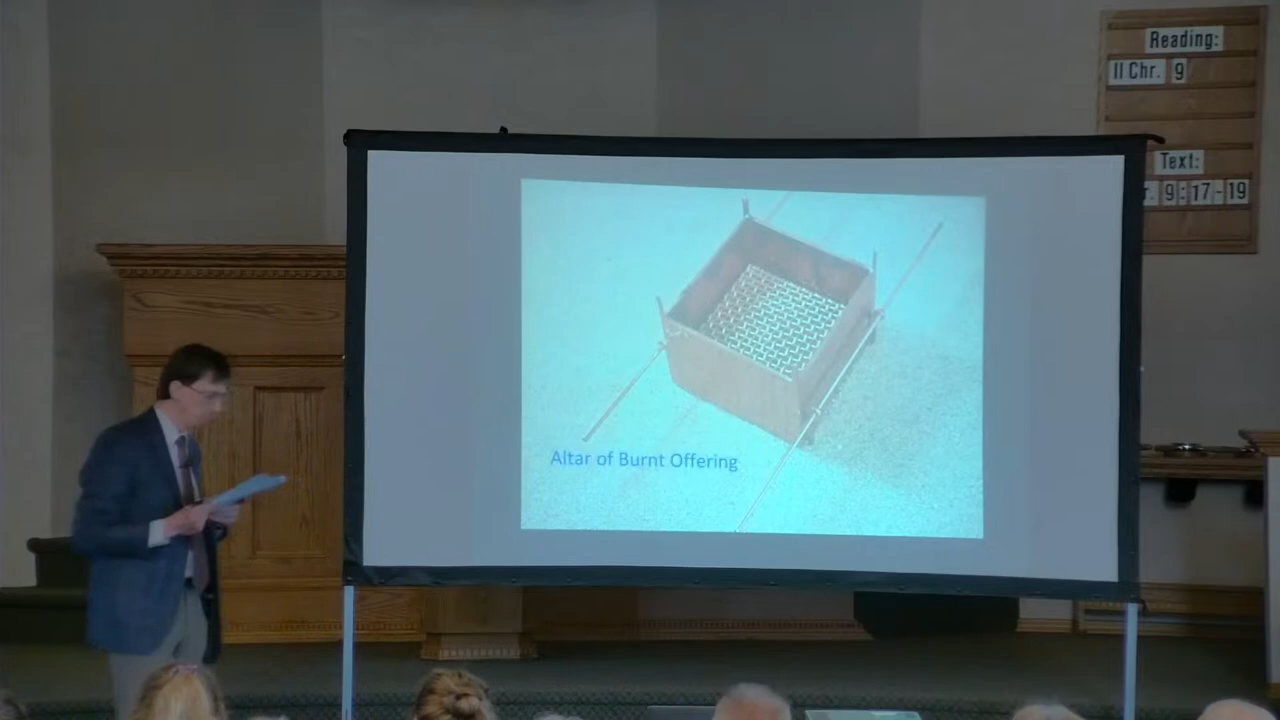 Reading:
II Chr. 9
Text:
9:17-19
Altar of Burnt Offering